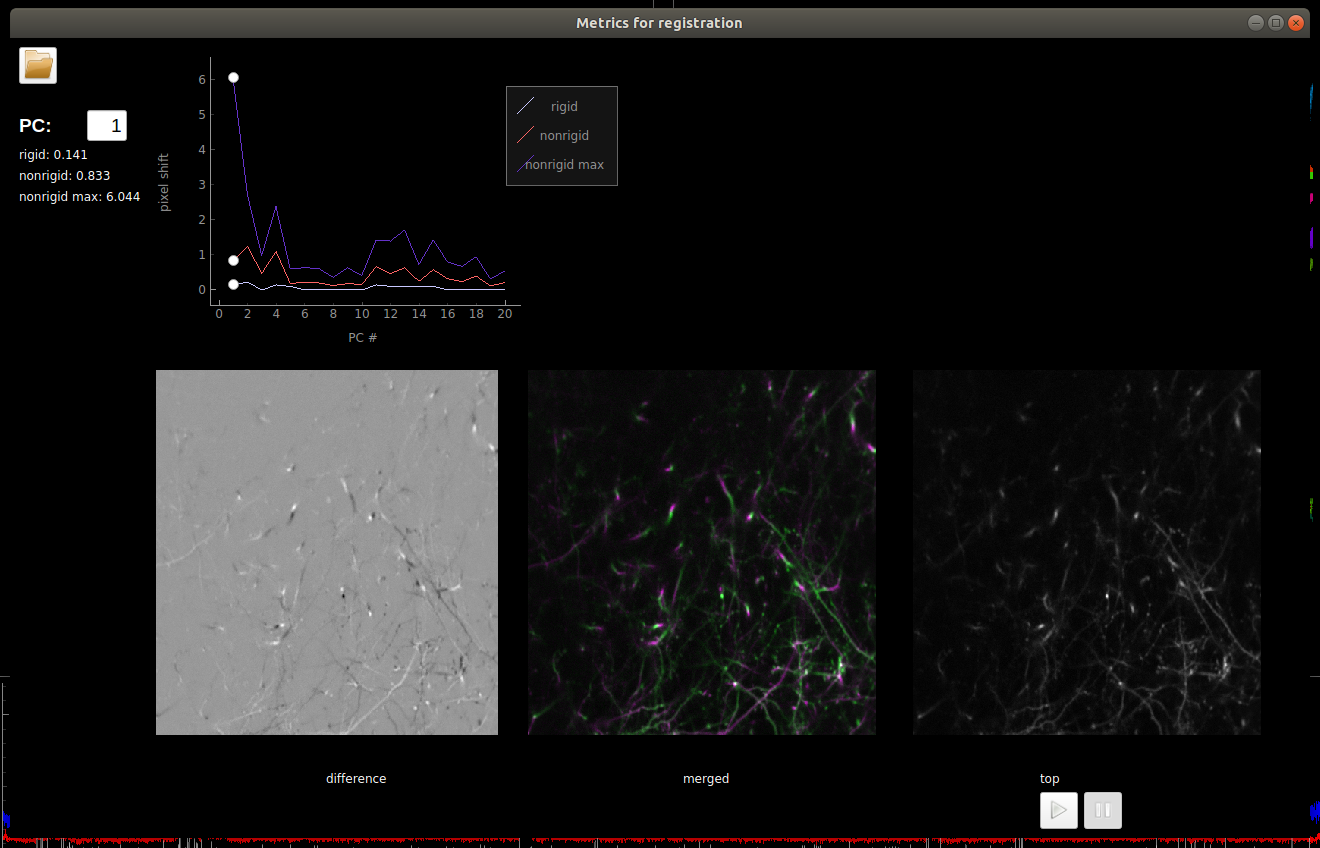 Metrics for registration
PC: 1
rigid: 0.141
nonrigid: 0.833
nonrigid max: 6.044
pixel shift
6
5
4
3
2
1
0
0 2 4 6 8 10 12 14 16 18 20
PC #
rigid
nonrigid
nonrigid max
difference
merged
top